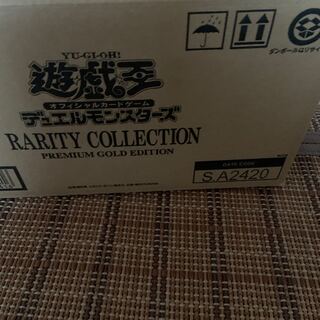 YU-GI-OH!
遊戯王
オフィシャルカードゲーム
デュエルモンスターズ
RARITY COLLECTION
PREMIUM GOLD EDITION
ダンボールはリサイ
DATE CODE
S.A2420